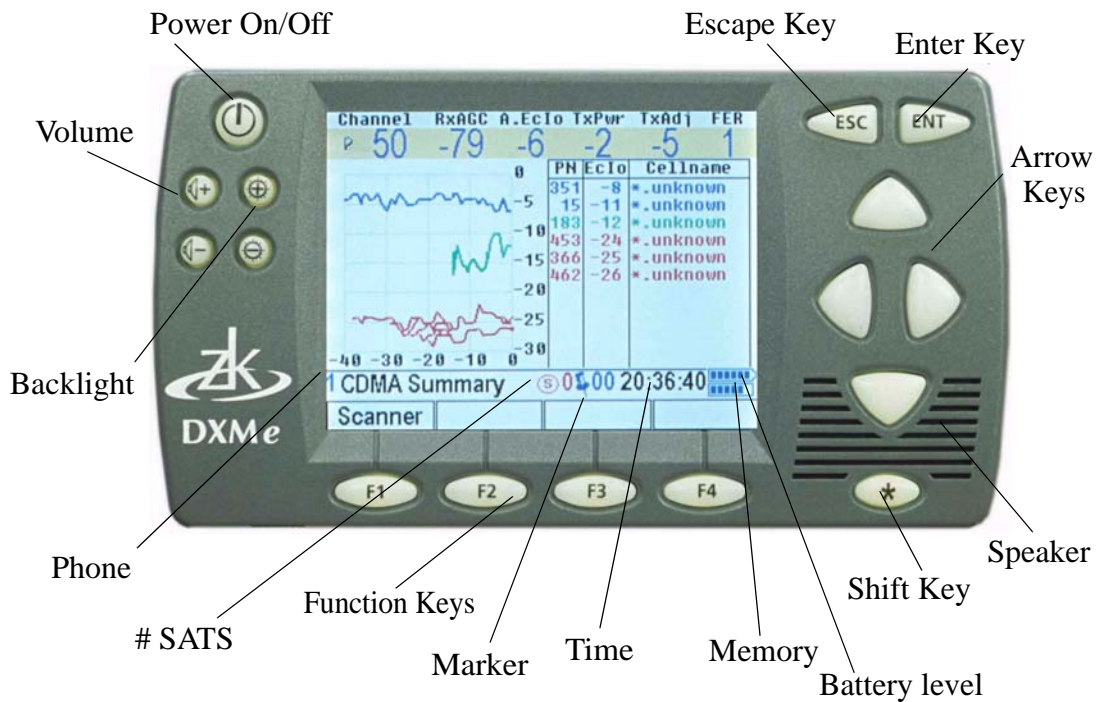 Power On/Off
Escape Key
Enter Key
Volume
Arrow
Keys
ESC
ENT
Channel RxAGC A.EcIo TxPwr TxAdj FER
P 50 -79 -6 -2 -5 1
PN EcIo Cellname
351 -8 *.unknown
15 -11 *.unknown
183 -12 *.unknown
453 -24 *.unknown
366 -25 *.unknown
462 -26 *.unknown
0
-5
-10
-15
-20
-25
-30
-40 -30 -20 -10 0
1 CDMA Summary S 0 00 20:36:40
Scanner
Backlight
ZK
DXMe
F1 F2 F3 F4
*
Phone
# SATS
Function Keys
Marker
Time
Memory
Battery level
Shift Key
Speaker